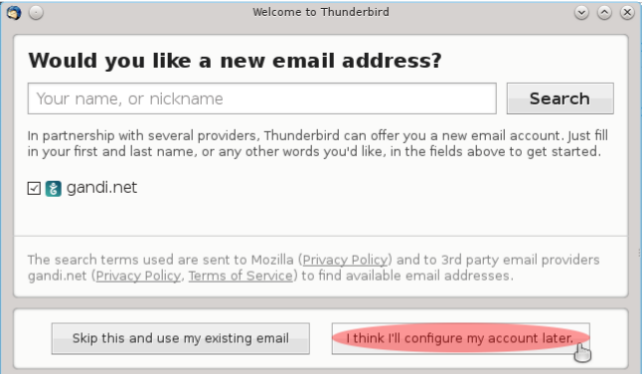 Welcome to Thunderbird
Would you like a new email address?
Your name, or nickname
Search
In partnership with several providers, Thunderbird can offer you a new email account. Just fill
in your first and last name, or any other words you'd like, in the fields above to get started.
gandi.net
The search terms used are sent to Mozilla (Privacy Policy) and to 3rd party email providers
gandi.net (Privacy Policy, Terms of Service) to find available email addresses.
Skip this and use my existing email
I think I'll configure my account later.